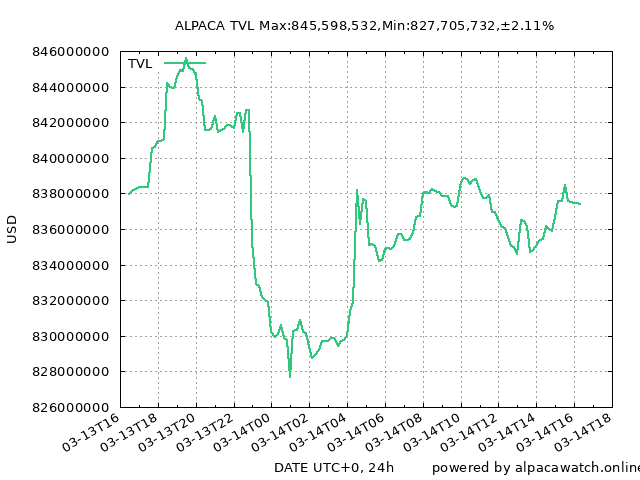 ALPACA TVL Max:845,598,532,Min:827,705,732,±2.11%
846000000
TVL
844000000
842000000
840000000
838000000
USD
836000000
834000000
832000000
830000000
828000000
826000000
03-13T16
03-13T18
03-13T20
03-13T22
03-14T00
03-14T02
03-14T04
03-14T06
03-14T08
03-14T10
03-14T12
03-14T14
03-14T16
03-14T18
DATE UTC+0, 24h
powered by alpacawatch.online